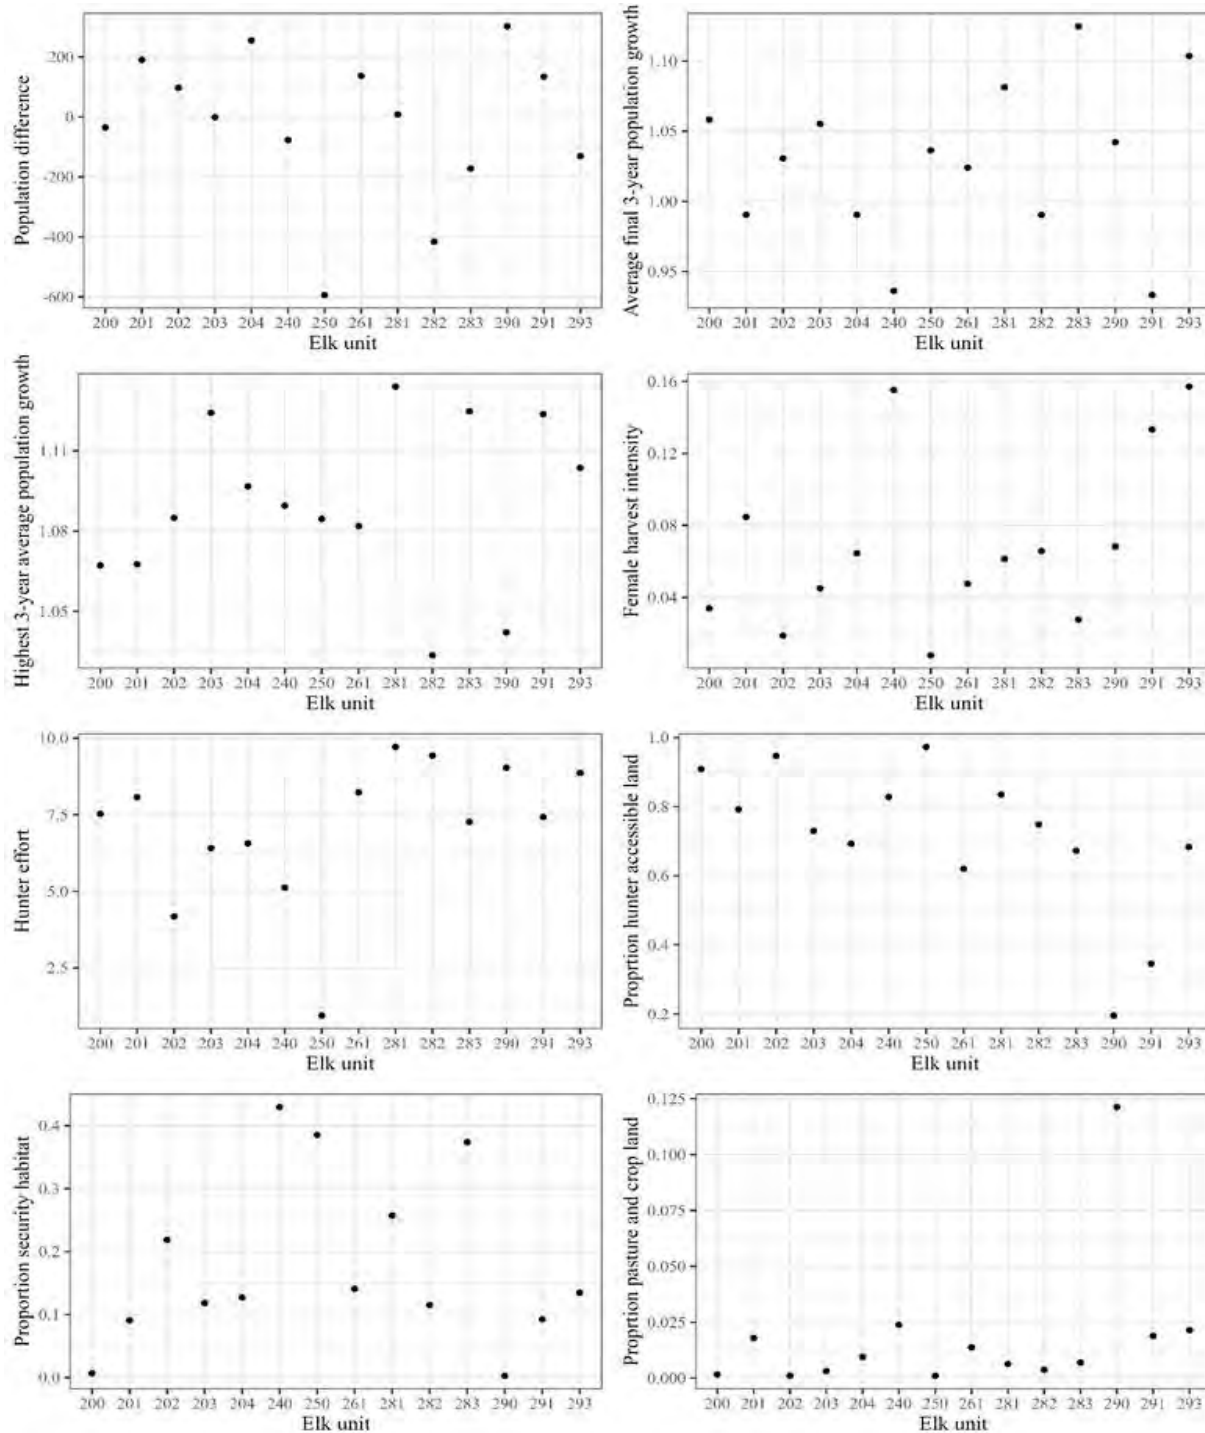 Population difference
200
0
-200
-400
-600
200 201 202 203 204 240 250 261 281 282 283 290 291 293
Elk unit
Average final 3-year population growth
1.10
1.05
1.00
0.95
200 201 202 203 204 240 250 261 281 282 283 290 291 293
Elk unit
Highest 3-year average population growth
1.11
1.08
1.05
200 201 202 203 204 240 250 261 281 282 283 290 291 293
Elk unit
Female harvest intensity
0.16
0.12
0.08
0.04
200 201 202 203 204 240 250 261 281 282 283 290 291 293
Elk unit
Hunter effort
10.0
7.5
5.0
2.5
200 201 202 203 204 240 250 261 281 282 283 290 291 293
Elk unit
Proprtion hunter accessible land
1.0
0.8
0.6
0.4
0.2
200 201 202 203 204 240 250 261 281 282 283 290 291 293
Elk unit
Proportion security habitat
0.4
0.3
0.2
0.1
0.0
200 201 202 203 204 240 250 261 281 282 283 290 291 293
Elk unit
Proprtion pasture and crop land
0.125
0.100
0.075
0.050
0.025
0.000
200 201 202 203 204 240 250 261 281 282 283 290 291 293
Elk unit